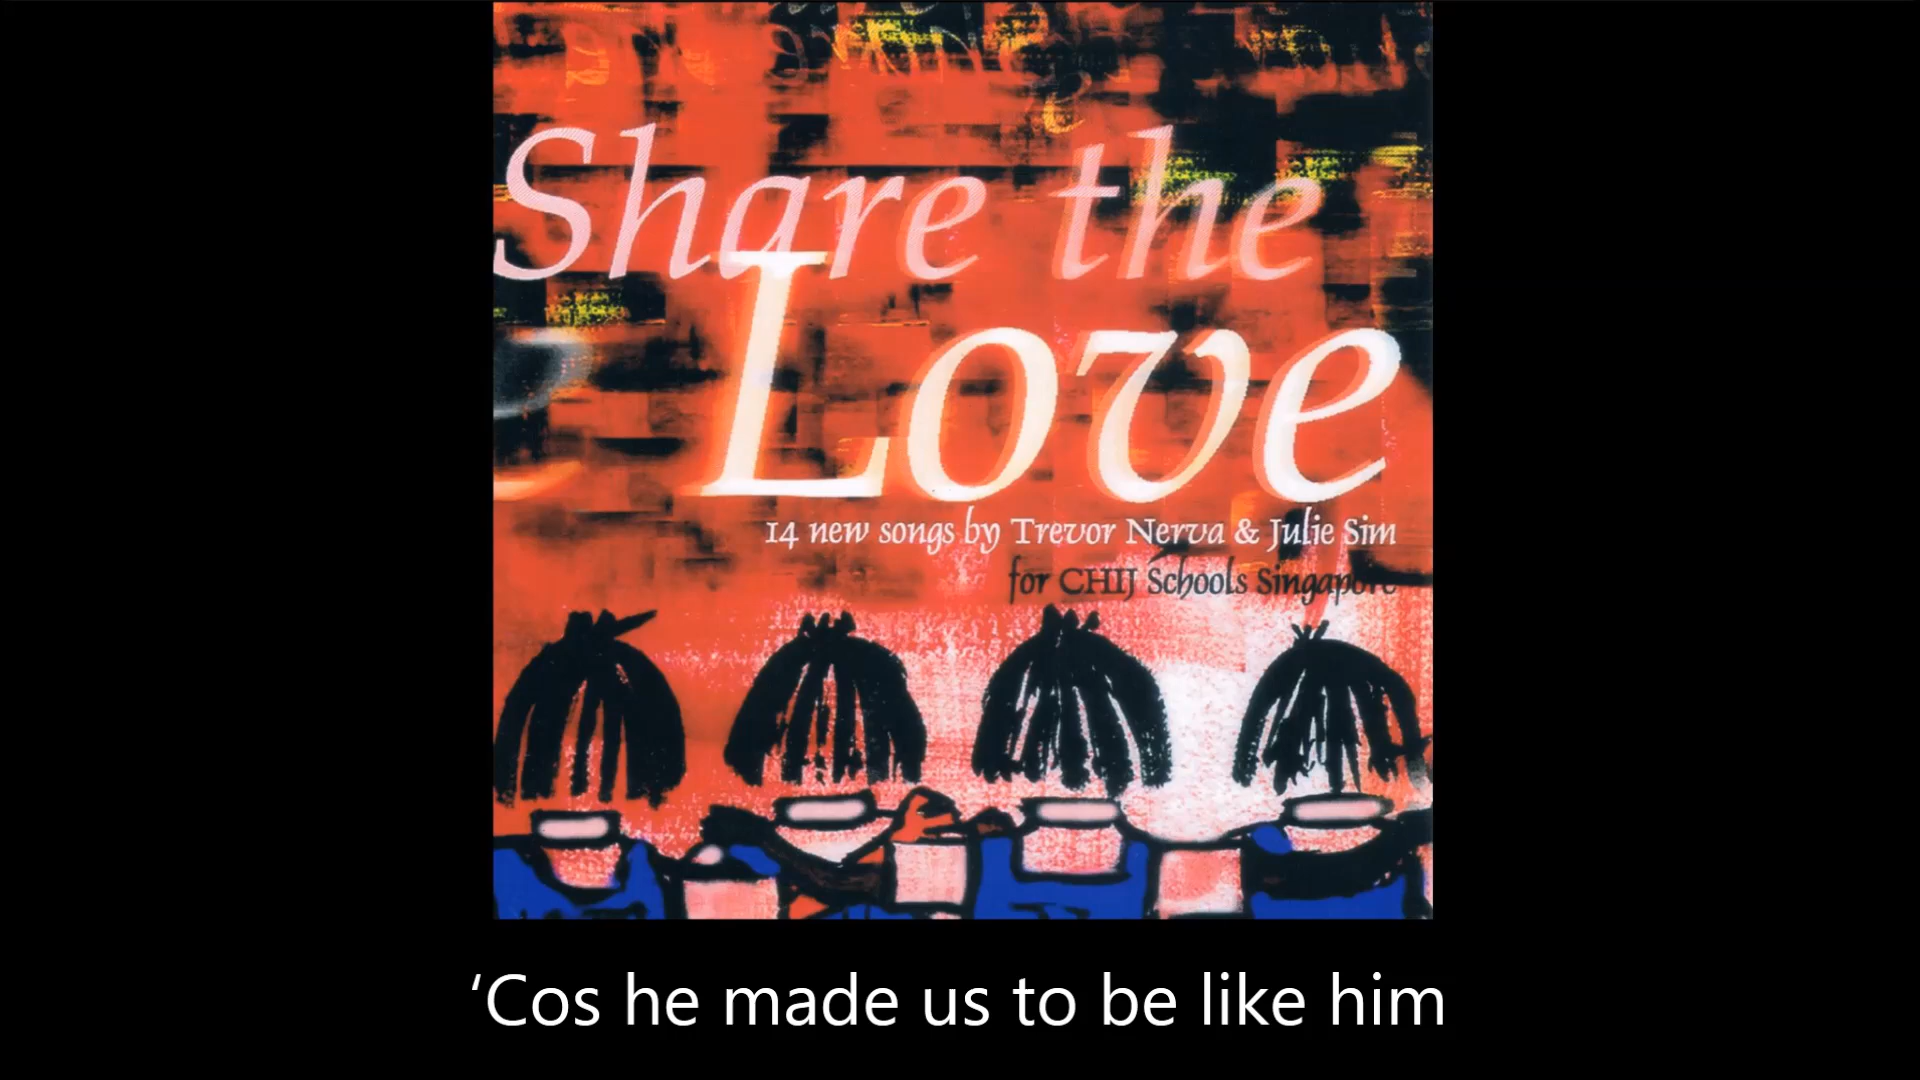 Share the
Love
14 new songs by Trevor Nerva & Julie Sim
for CHIJ Schools Singapore
‘Cos he made us to be like him